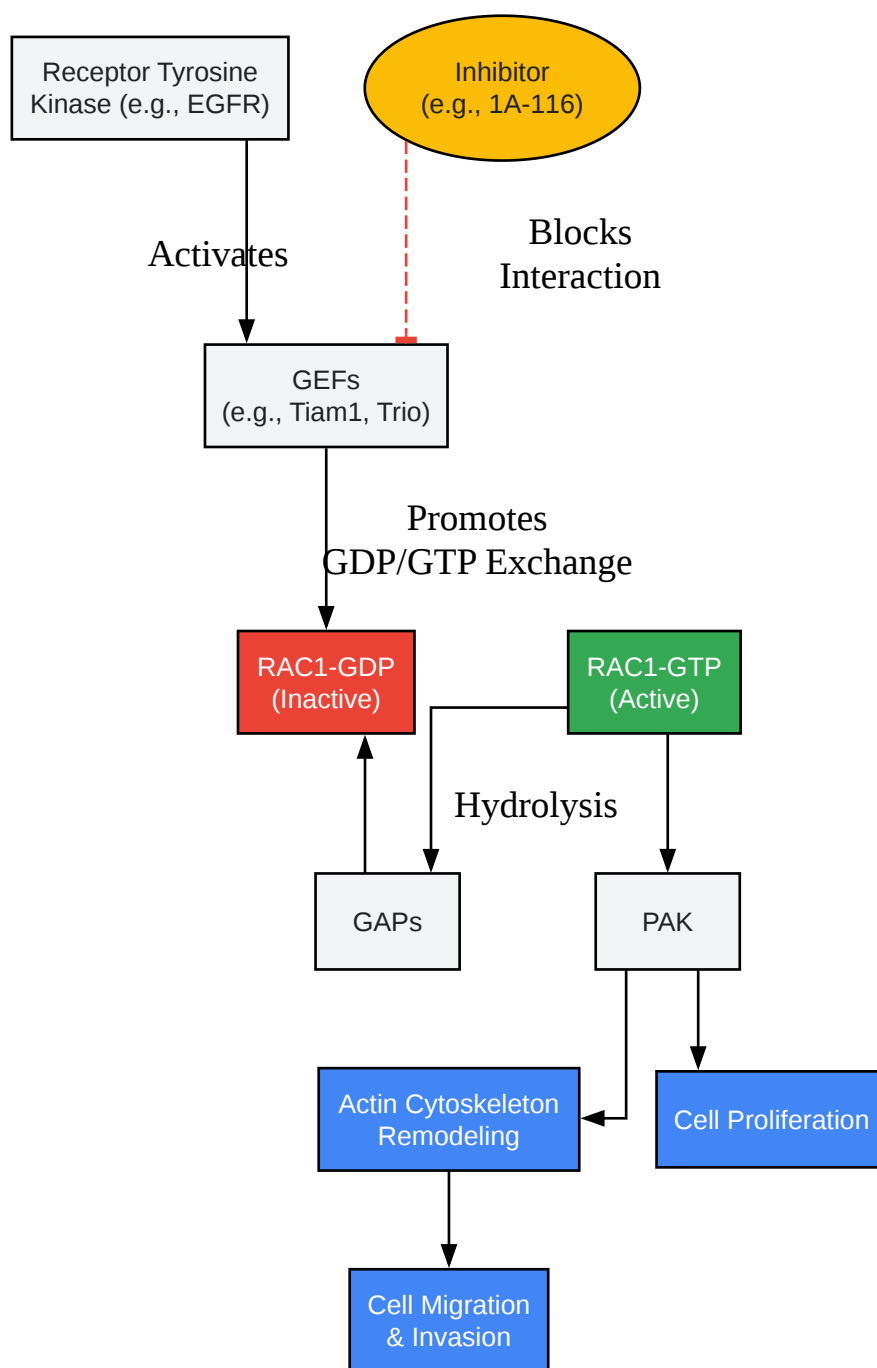 Receptor Tyrosine
Kinase (e.g., EGFR)
Inhibitor
(e.g., 1A-116)
Activates
Blocks
Interaction
GEFs
(e.g., Tiam1, Trio)
Promotes
GDP/GTP Exchange
RAC1-GDP
(Inactive)
RAC1-GTP
(Active)
Hydrolysis
GAPs
PAK
Actin Cytoskeleton
Remodeling
Cell Proliferation
Cell Migration
& Invasion